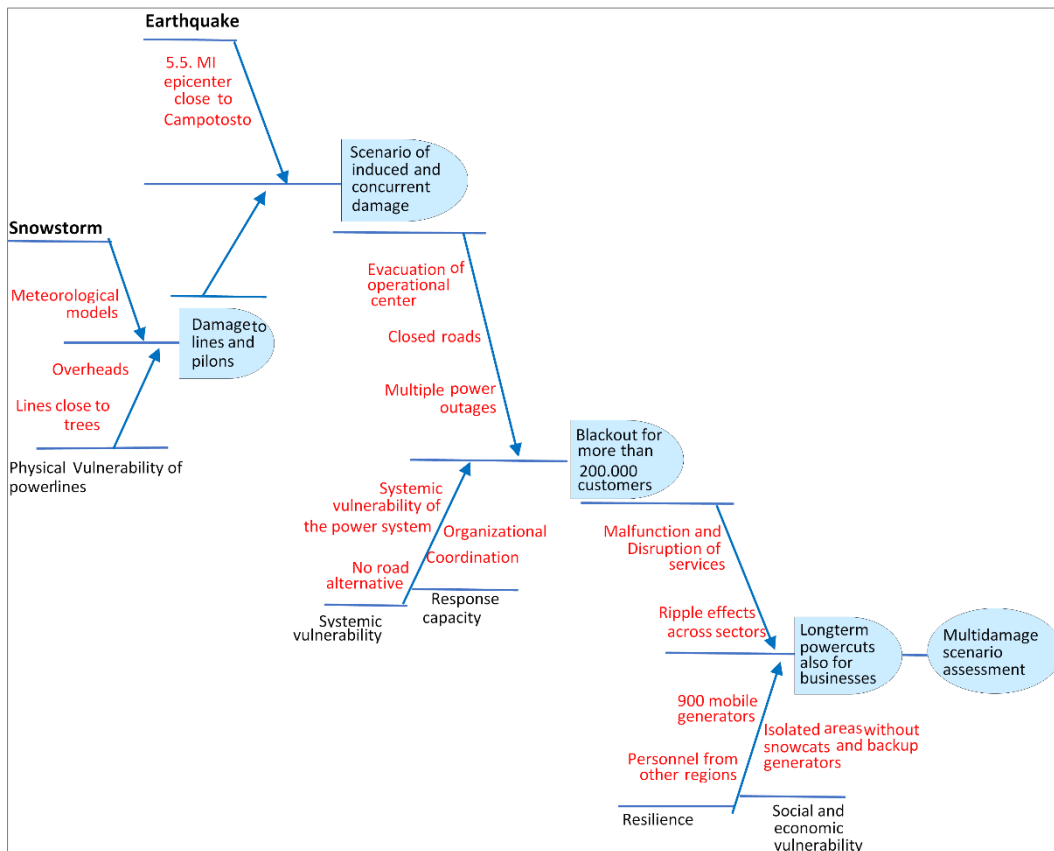 Earthquake
5.5. MI
epicenter
close to
Campotosto
Scenario of
induced and
concurrent
damage
Snowstorm
Meteorological
models
Damage to
lines and
pilons
Overheads
Lines close to
trees
Physical Vulnerability of
powerlines
Evacuation of
operational
center
Closed roads
Multiple power
outages
Blackout for
more than
200.000
customers
Systemic
vulnerability of
the power system
Organizational
Coordination
No road
alternative
Systemic
vulnerability
Response
capacity
Malfunction and
Disruption of
services
Ripple effects
across sectors
Longterm
powercuts
also for
businesses
Multidamage
scenario
assessment
900 mobile
generators
Isolated areas without
snowcats and backup
generators
Personnel from
other regions
Resilience
Social and
economic
vulnerability